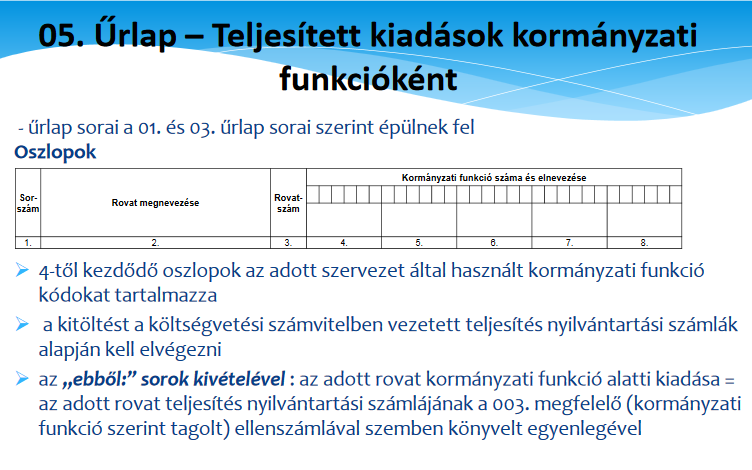 05. Űrlap – Teljesített kiadások kormányzati
funkcióként
- űrlap sorai a 01. és 03. űrlap sorai szerint épülnek fel
Oszlopok
Sor-
szám
Rovat megnevezése
Rovat-
szám
Kormányzati funkció száma és elnevezése
1. 2. 3. 4. 5. 6. 7. 8.
4-től kezdődő oszlopok az adott szervezet által használt kormányzati funkció
kódokat tartalmazza
a kitöltést a költségvetési számvitelben vezetett teljesítés nyilvántartási számlák
alapján kell elvégezni
az „ebből:” sorok kivételével : az adott rovat kormányzati funkció alatti kiadása =
az adott rovat teljesítés nyilvántartási számlájának a 003. megfelelő (kormányzati
funkció szerint tagolt) ellenszámlával szemben könyvelt egyenlegével